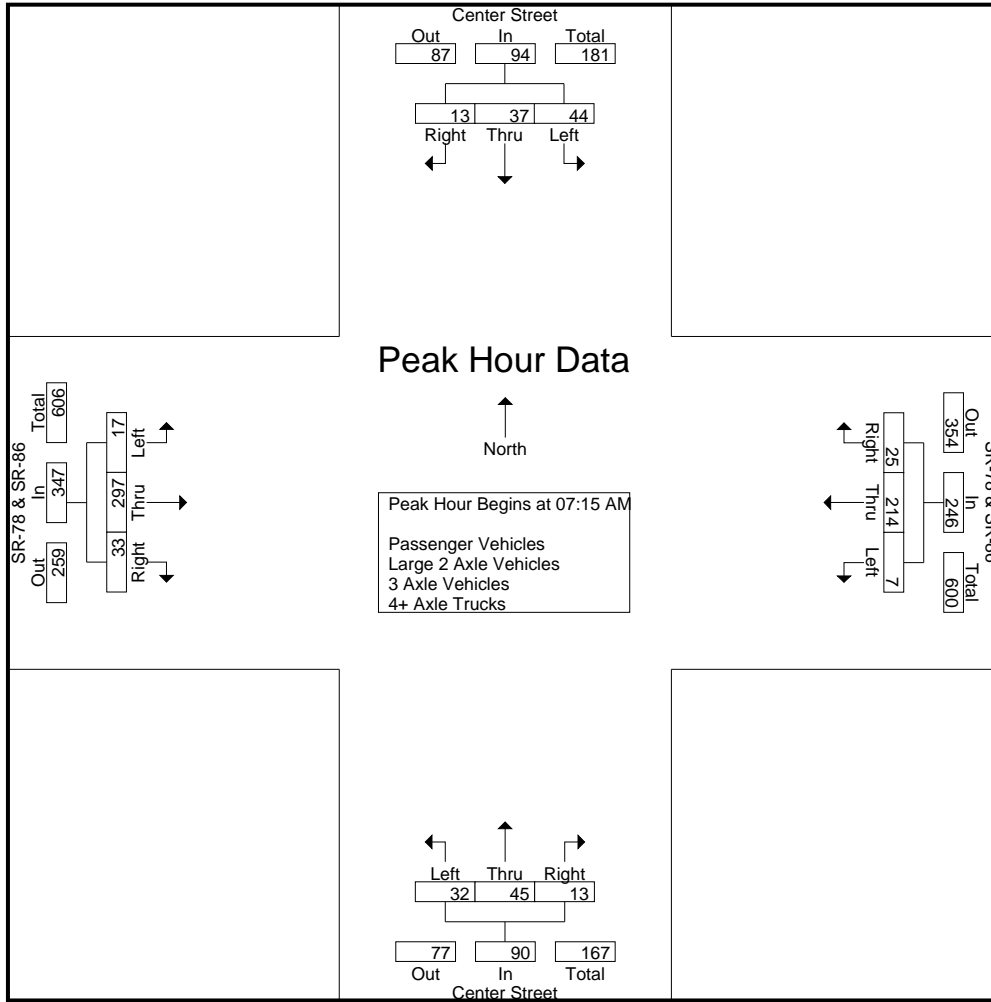 Center Street
Out In Total
87 94 181
13 37 44
Right Thru Left
Peak Hour Data
North
Peak Hour Begins at 07:15 AM
Passenger Vehicles
Large 2 Axle Vehicles
3 Axle Vehicles
4+ Axle Trucks
SR-78 & SR-86
Out In Total
259 347 606
33 297 17
Right Thru Left
SR-78 & SR-86
Out In Total
354 246 600
25 214 7
Right Thru Left
Left Thru Right
32 45 13
77 90 167
Out In Total
Center Street